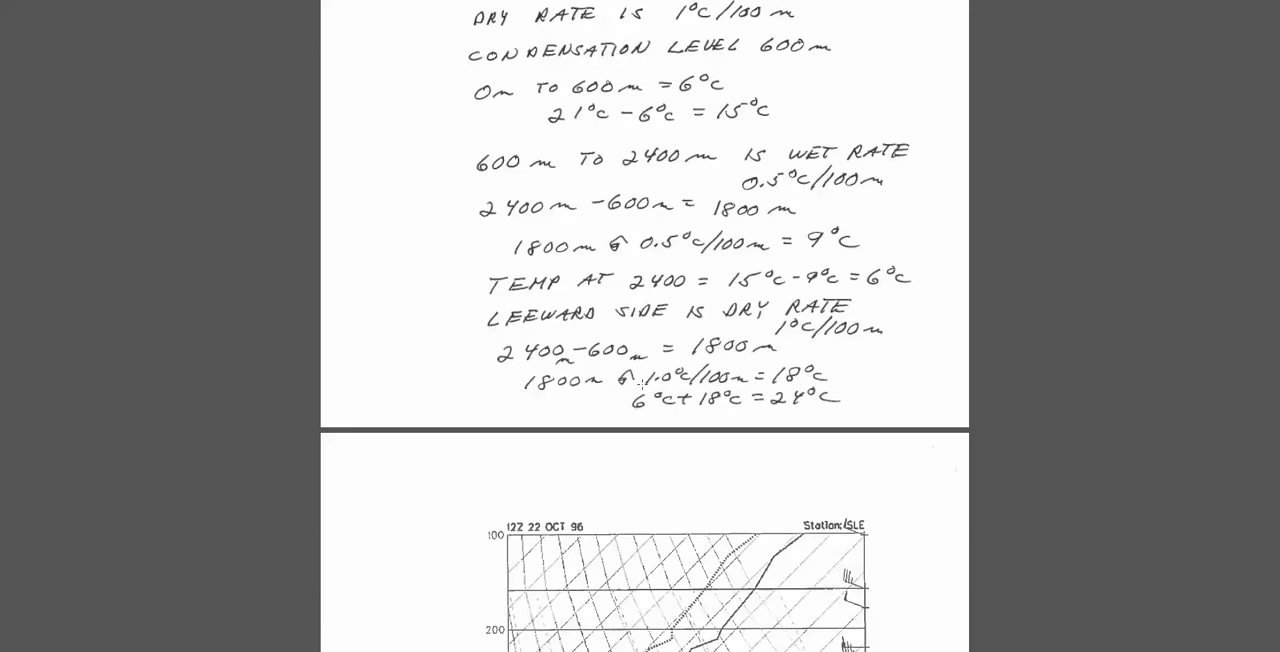 DRY RATE IS 1°C/100 m
CONDENSATION LEVEL 600 m
0m TO 600 m = 6°C
21°C - 6°C = 15°C
600 m TO 2400 m IS WET RATE
0.5°C/100 m
2400 m - 600 m = 1800 m
1800 m @ 0.5°C/100 m = 9°C
TEMP AT 2400 = 15°C - 9°C = 6°C
LEEWARD SIDE IS DRY RATE
1°C/100 m
2400 m - 600 m = 1800 m
1800 m @ 1.0°C/100 m = 18°C
6°C + 18°C = 24°C
12Z 22 OCT 96 Station: SLE
100
200